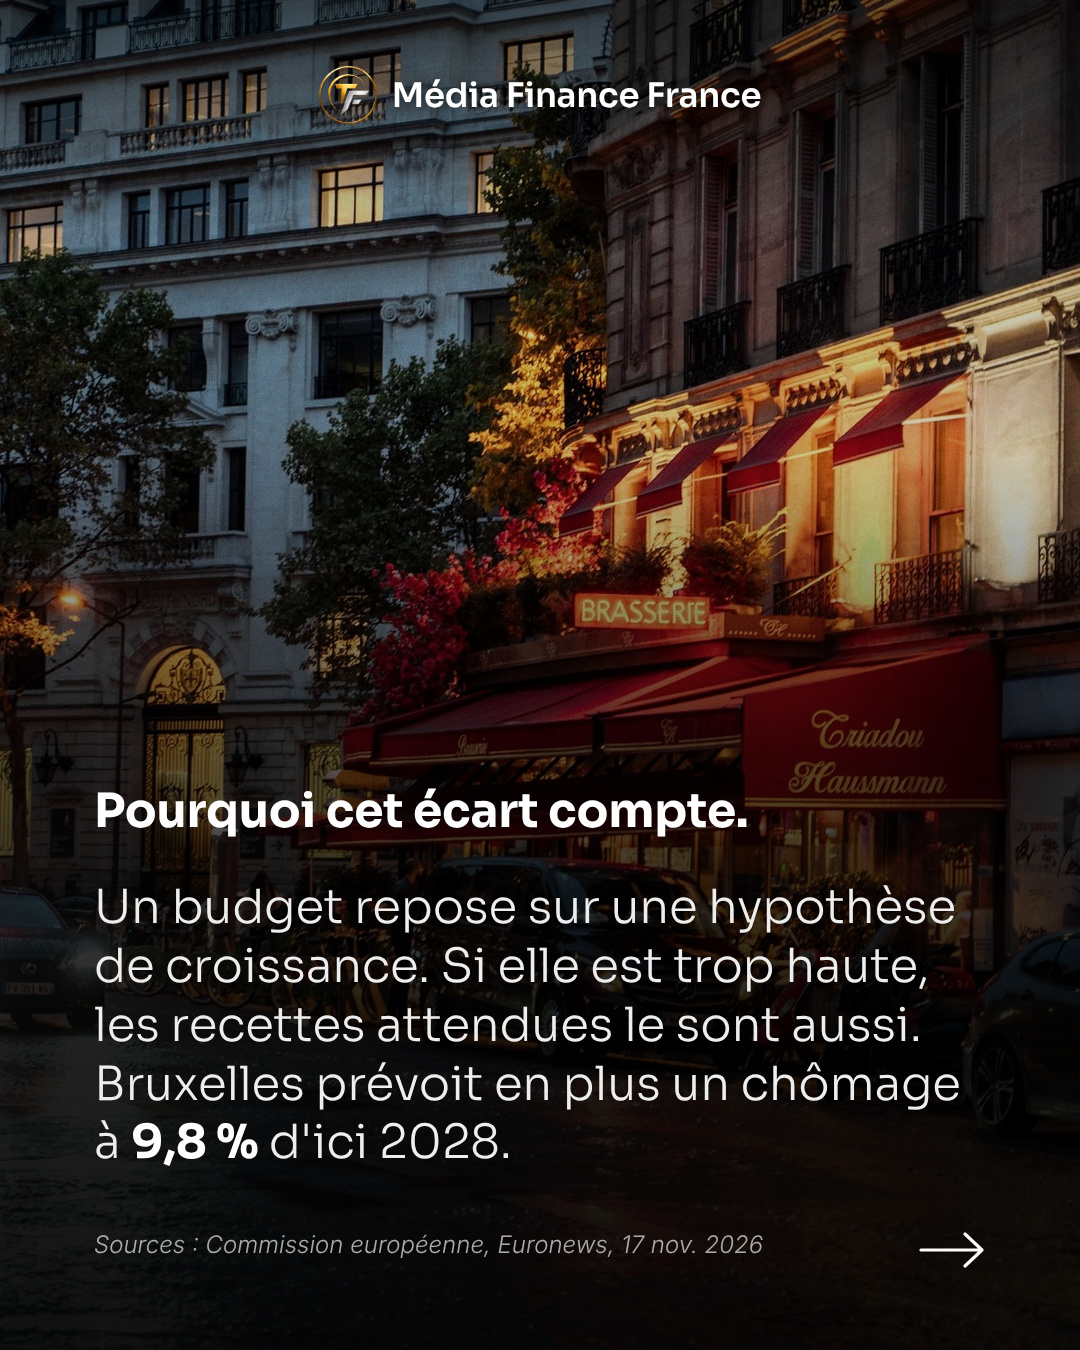 Média Finance France
BRASSERIE
Brasserie
Criadou
Haussmann
Pourquoi cet écart compte.
Un budget repose sur une hypothèse
de croissance. Si elle est trop haute,
les recettes attendues le sont aussi.
Bruxelles prévoit en plus un chômage
à 9,8 % d'ici 2028.
Sources : Commission européenne, Euronews, 17 nov. 2026